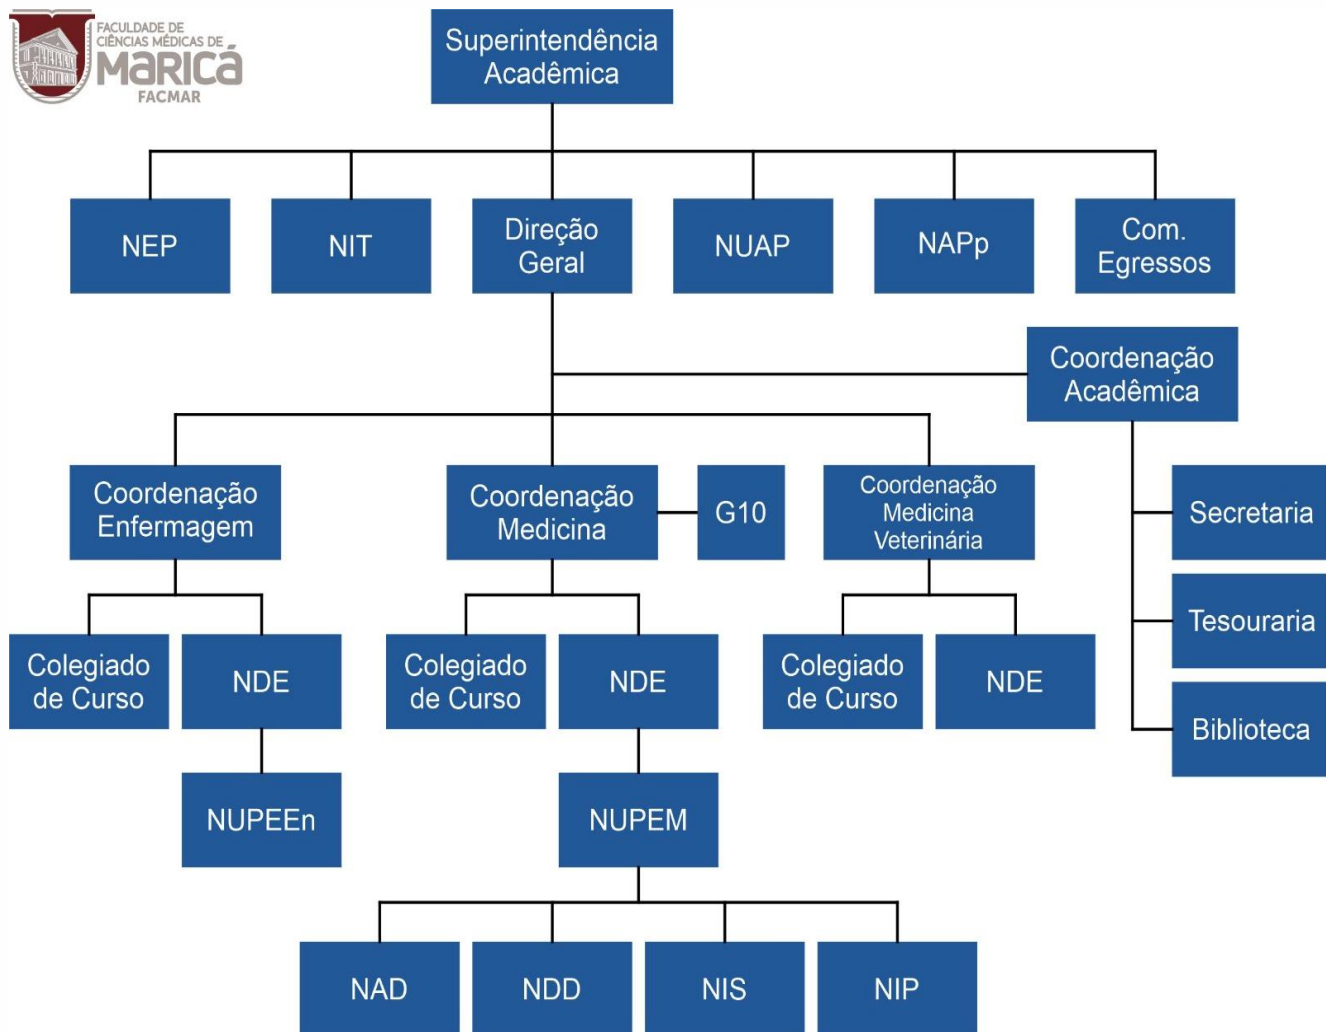 FACULDADE DE
CIÊNCIAS MÉDICAS DE
MARICÁ
FACMAR
Superintendência
Acadêmica
NEP
NIT
Direção
Geral
NUAP
NAPp
Com.
Egressos
Coordenação
Acadêmica
Coordenação
Enfermagem
Coordenação
Medicina
G10
Coordenação
Medicina
Veterinária
Secretaria
Tesouraria
Biblioteca
Colegiado
de Curso
NDE
Colegiado
de Curso
NDE
Colegiado
de Curso
NDE
NUPEEn
NUPEM
NAD
NDD
NIS
NIP